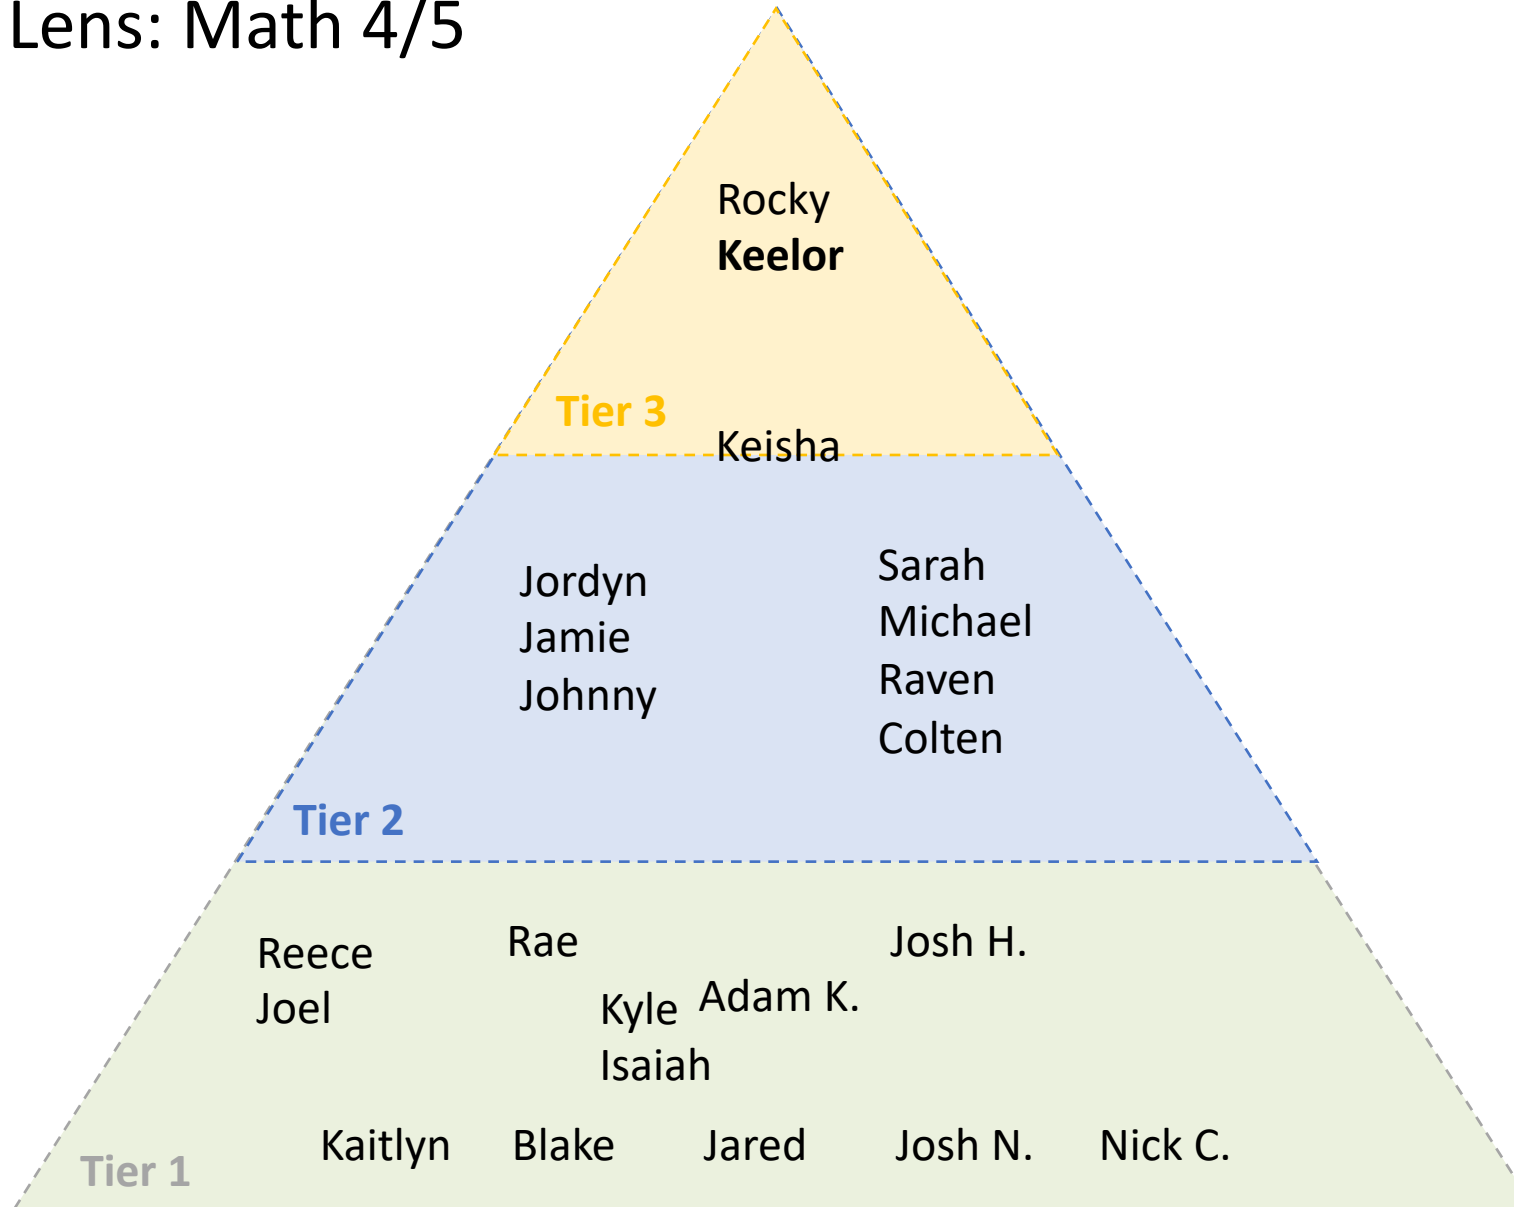 Lens: Math 4/5
Rocky
Keelor
Tier 3
Keisha
Jordyn
Jamie
Johnny
Sarah
Michael
Raven
Colten
Tier 2
Reece
Joel
Rae
Kyle
Isaiah
Adam K.
Josh H.
Kaitlyn
Blake
Jared
Josh N.
Nick C.
Tier 1